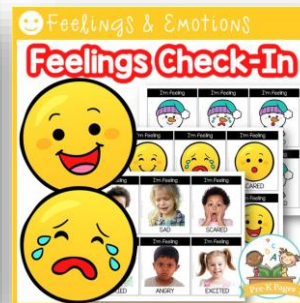 Feelings & Emotions
Feelings Check-In
I'm Feeling I'm Feeling
I'm Feeling I'm Feeling I'm Feeling
SCARED
I'm Feeling I'm Feeling I'm Feeling
SAD SCARED
I'm Feeling I'm Feeling I'm Feeling
ANGRY EXCITED
Pre-K Pages